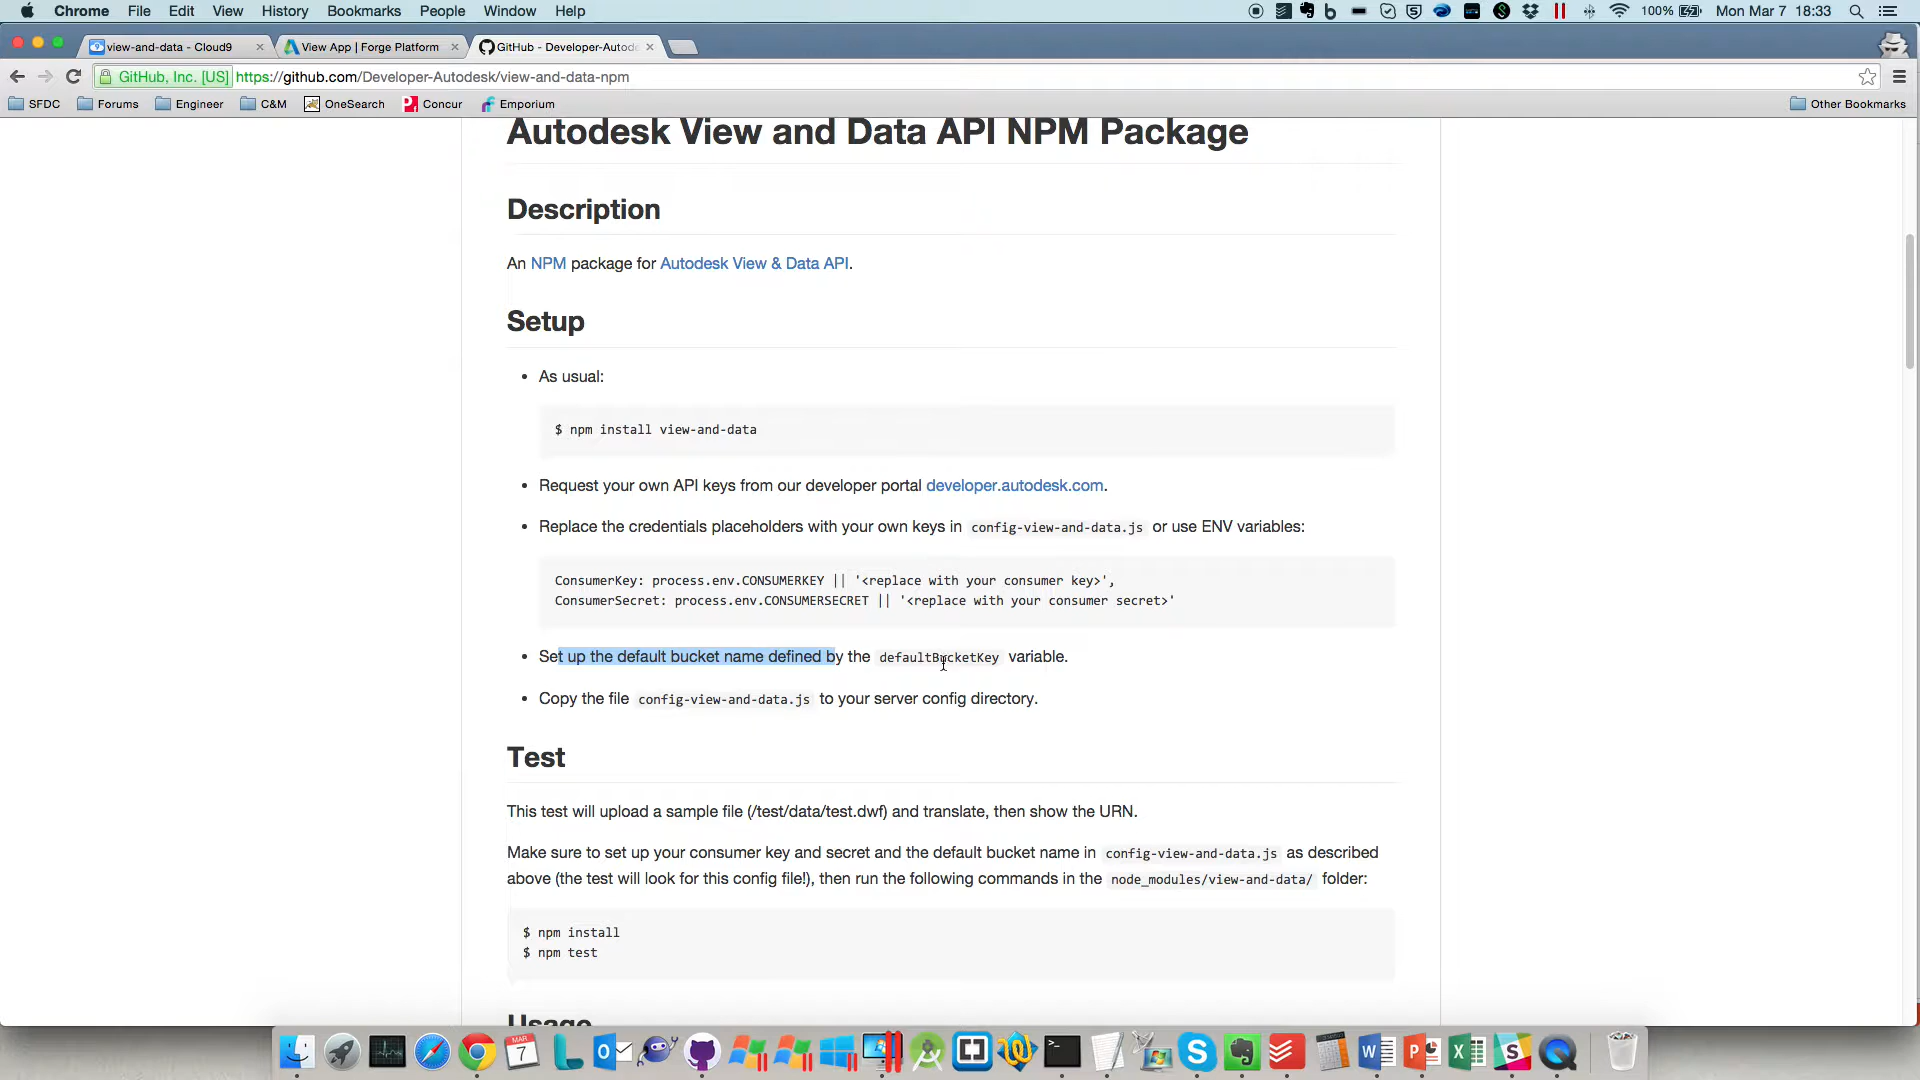 Chrome File Edit View History Bookmarks People Window Help 100% Mon Mar 7 18:33
view-and-data - Cloud9 View App | Forge Platform GitHub - Developer-Autod
GitHub, Inc. [US] https://github.com/Developer-Autodesk/view-and-data-npm
SFDC Forums Engineer C&M OneSearch Concur Emporium Other Bookmarks
Autodesk View and Data API NPM Package
Description
An NPM package for Autodesk View & Data API.
Setup
• As usual:
$ npm install view-and-data
• Request your own API keys from our developer portal developer.autodesk.com.
• Replace the credentials placeholders with your own keys in config-view-and-data.js or use ENV variables:
ConsumerKey: process.env.CONSUMERKEY || '<replace with your consumer key>',
ConsumerSecret: process.env.CONSUMERSECRET || '<replace with your consumer secret>'
• Set up the default bucket name defined by the defaultBucketKey variable.
• Copy the file config-view-and-data.js to your server config directory.
Test
This test will upload a sample file (/test/data/test.dwf) and translate, then show the URN.
Make sure to set up your consumer key and secret and the default bucket name in config-view-and-data.js as described
above (the test will look for this config file!), then run the following commands in the node_modules/view-and-data/ folder:
$ npm install
$ npm test
Usage
MAR
7